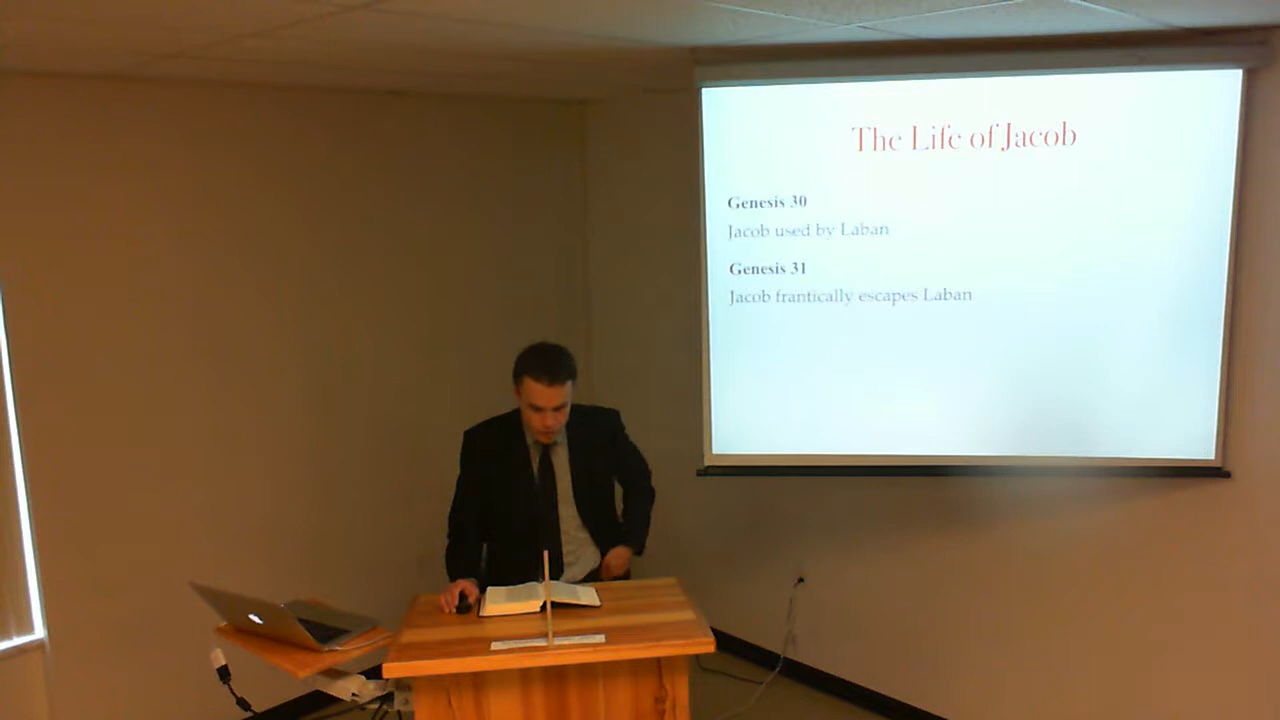 The Life of Jacob
Genesis 30
Jacob used by Laban
Genesis 31
Jacob frantically escapes Laban